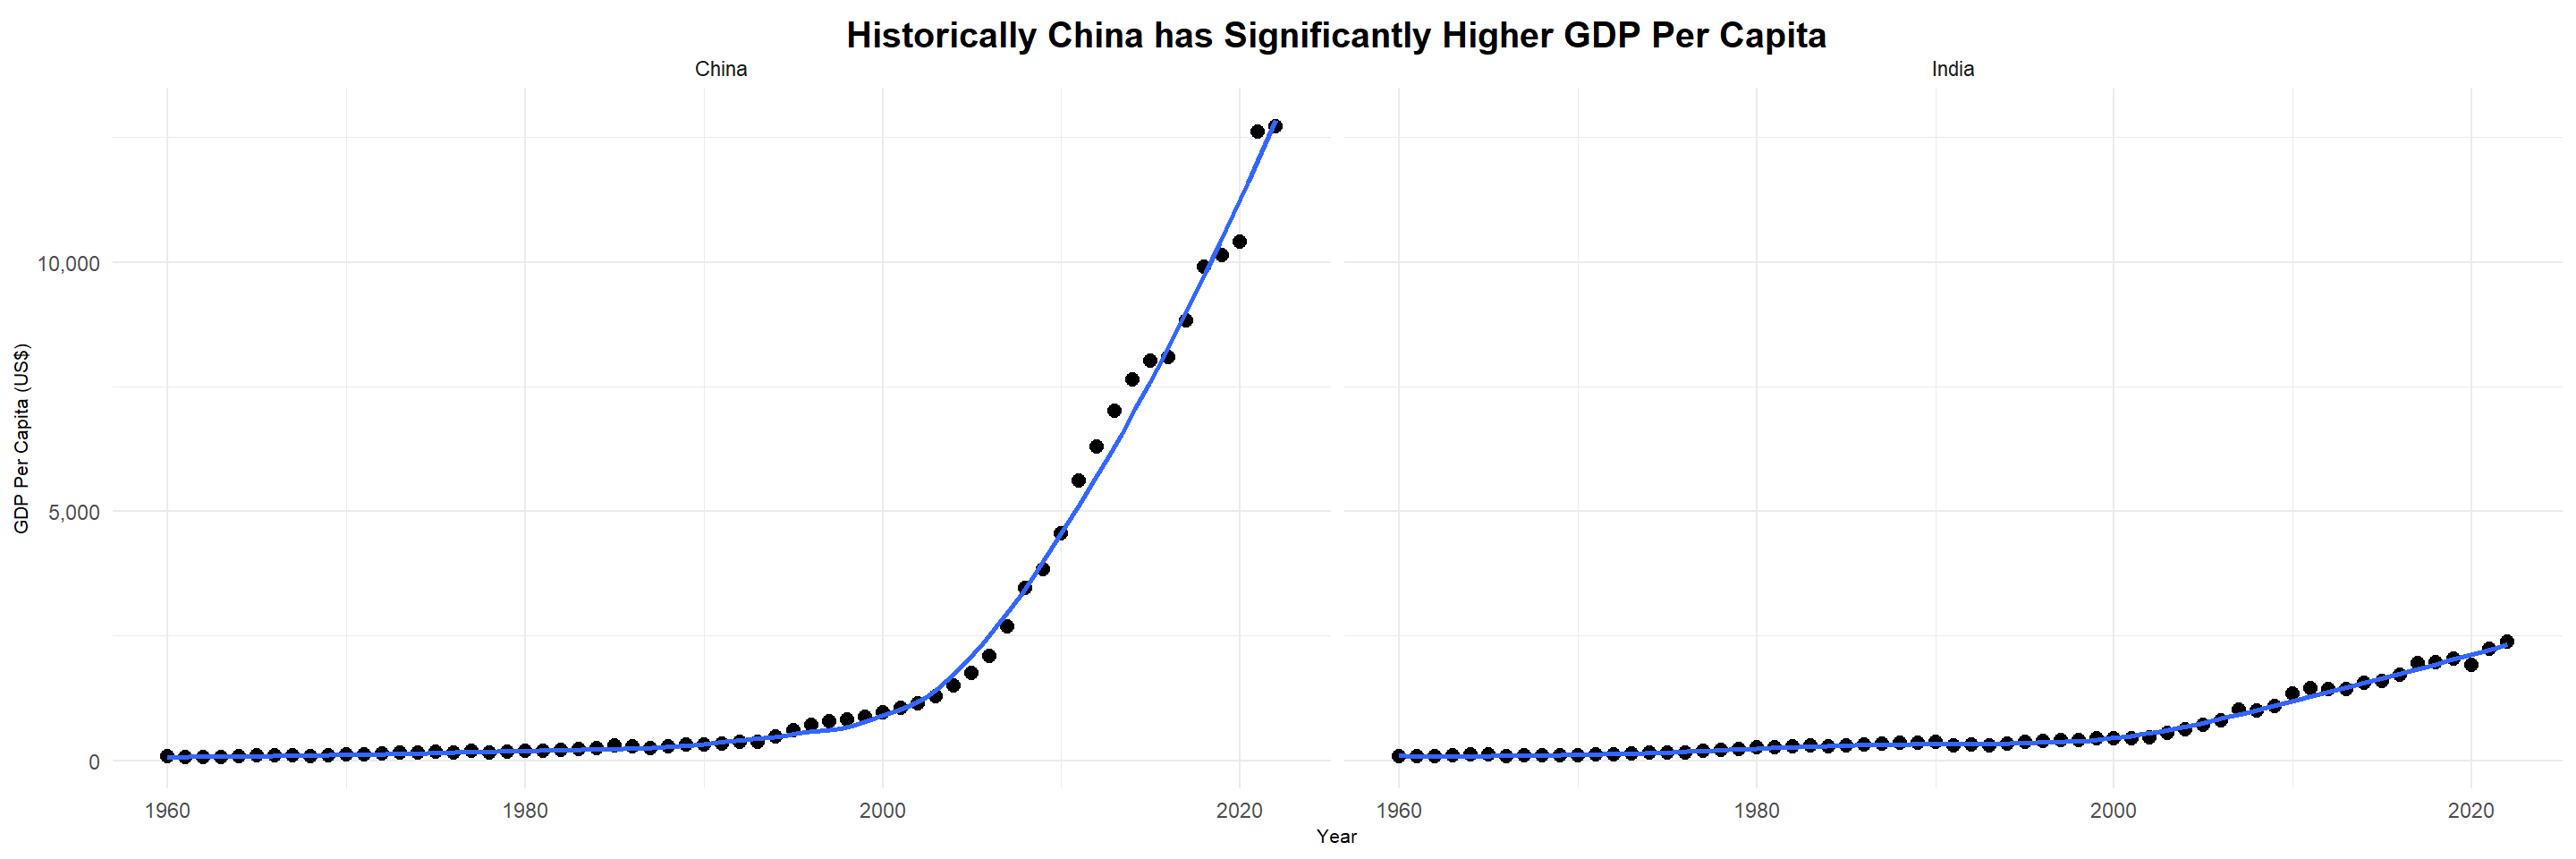 Historically China has Significantly Higher GDP Per Capita
China
India
GDP Per Capita (US$)
10,000
5,000
0
1960
1980
2000
2020
1960
1980
2000
2020
Year